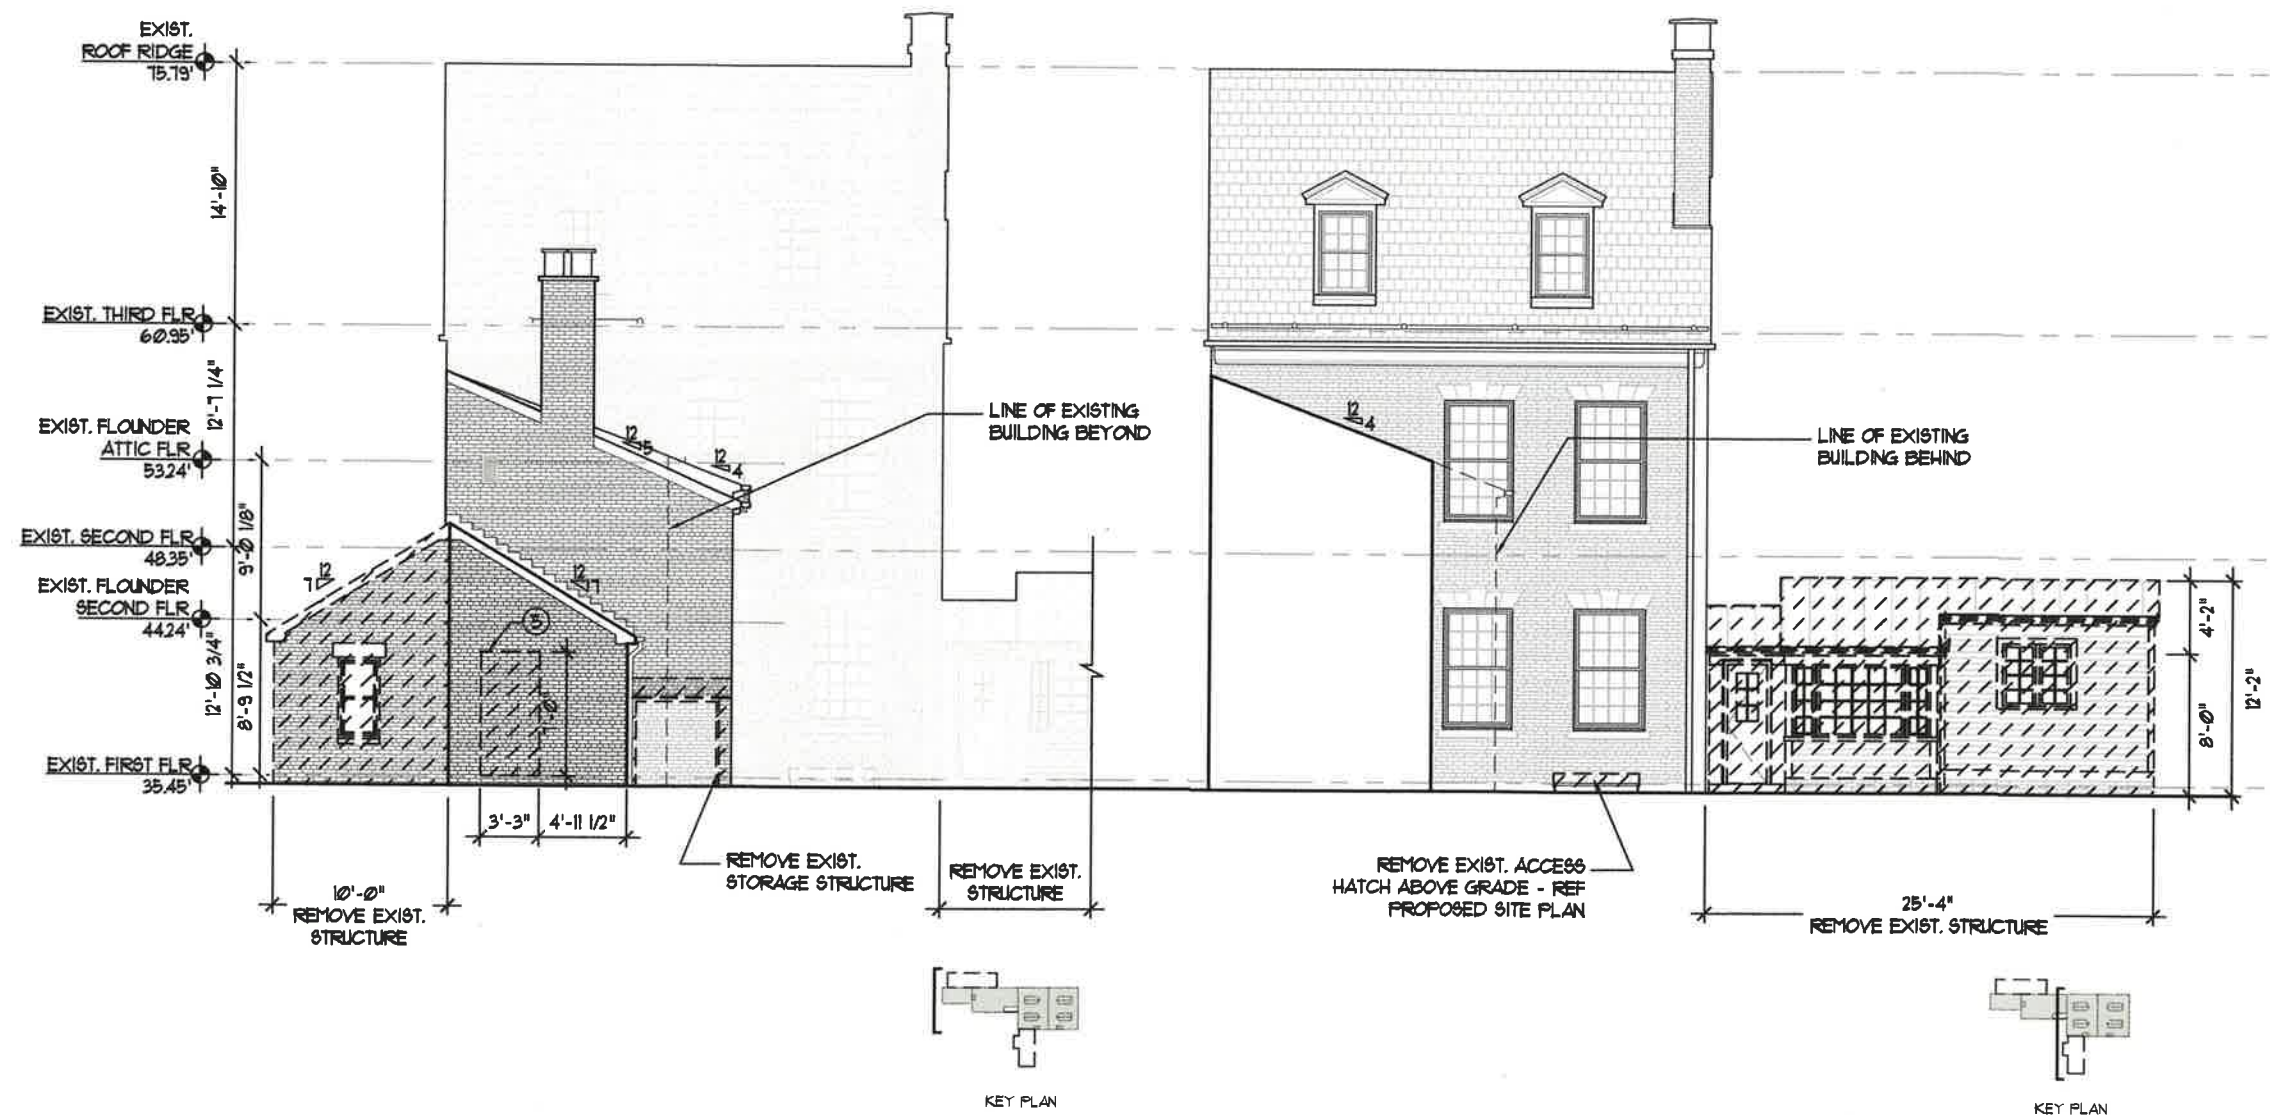 EXIST.
ROOF RIDGE
75.79'
14'-10"
EXIST. THIRD FLR
60.95'
12'-7 1/4"
EXIST. FLOUNDER
ATTIC FLR
53.24'
9'-0 1/8"
EXIST. SECOND FLR
48.35'
EXIST. FLOUNDER
SECOND FLR
44.24'
12'-10 3/4"
8'-9 1/2"
EXIST. FIRST FLR
35.45'
12
7
12
7
12
5
12
4
3
7'-0"
LINE OF EXISTING
BUILDING BEYOND
3'-3"
4'-11 1/2"
10'-0"
REMOVE EXIST.
STRUCTURE
REMOVE EXIST.
STORAGE STRUCTURE
REMOVE EXIST.
STRUCTURE
12
4
LINE OF EXISTING
BUILDING BEHIND
4'-2"
8'-0"
12'-2"
REMOVE EXIST. ACCESS
HATCH ABOVE GRADE - REF
PROPOSED SITE PLAN
25'-4"
REMOVE EXIST. STRUCTURE
KEY PLAN
KEY PLAN